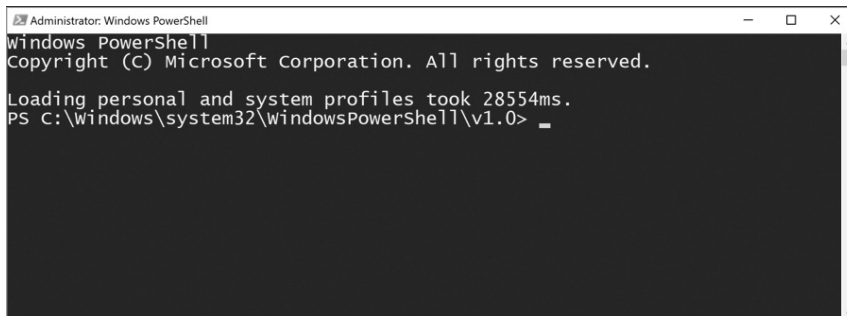 Administrator: Windows PowerShell
Windows PowerShell
Copyright (C) Microsoft Corporation. All rights reserved.
Loading personal and system profiles took 28554ms.
PS C:\Windows\system32\WindowsPowerShell\v1.0> _